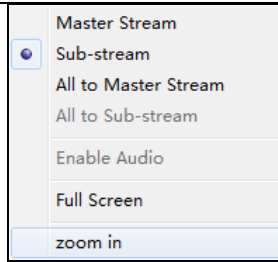 Master Stream
Sub-stream
All to Master Stream
All to Sub-stream
Enable Audio
Full Screen
zoom in